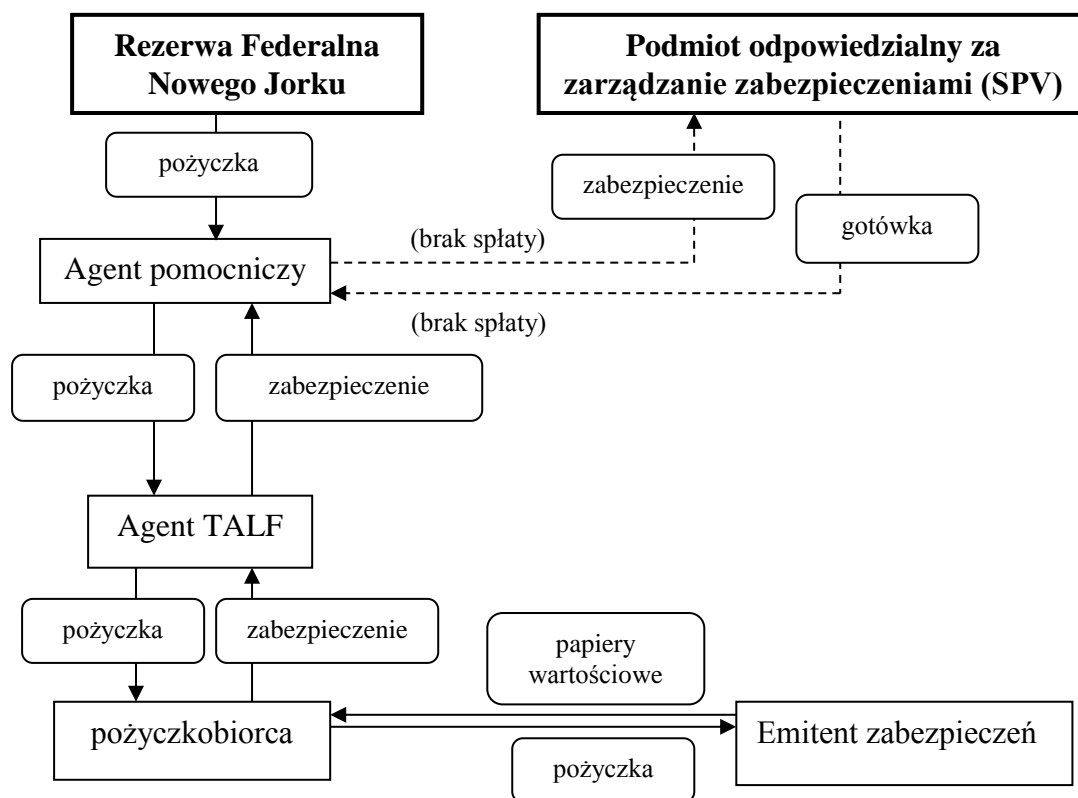 Rezerwa Federalna
Nowego Jorku
Podmiot odpowiedzialny za
zarządzanie zabezpieczeniami (SPV)
pożyczka
zabezpieczenie
gotówka
(brak spłaty)
Agent pomocniczy
(brak spłaty)
pożyczka
zabezpieczenie
Agent TALF
pożyczka
zabezpieczenie
papiery
wartościowe
pożyczkobiorca
Emitent zabezpieczeń
pożyczka